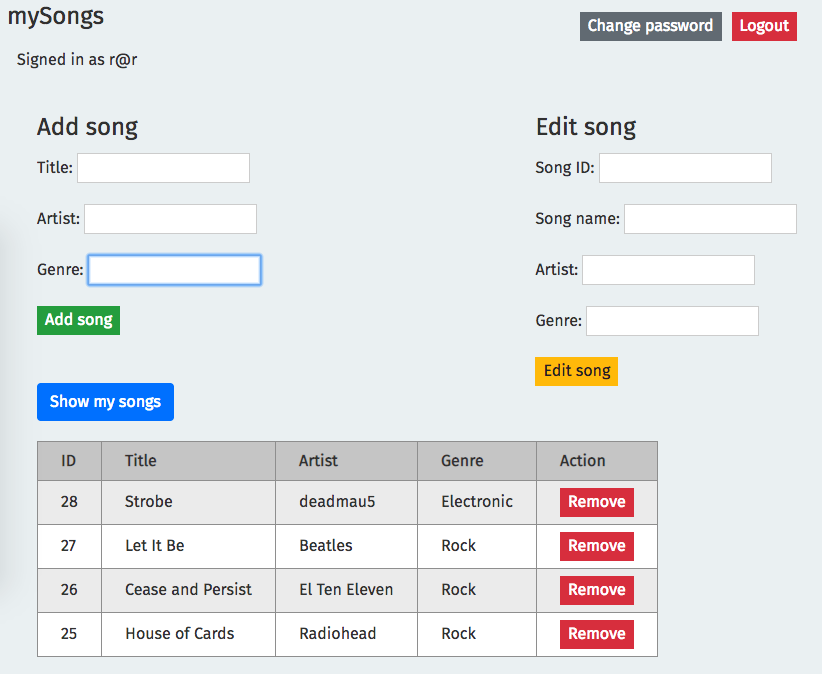 mySongs
Change password Logout
Signed in as r@r
Add song
Title:
Artist:
Genre:
Add song
Edit song
Song ID:
Song name:
Artist:
Genre:
Edit song
Show my songs
ID Title Artist Genre Action
28 Strobe deadmau5 Electronic Remove
27 Let It Be Beatles Rock Remove
26 Cease and Persist El Ten Eleven Rock Remove
25 House of Cards Radiohead Rock Remove